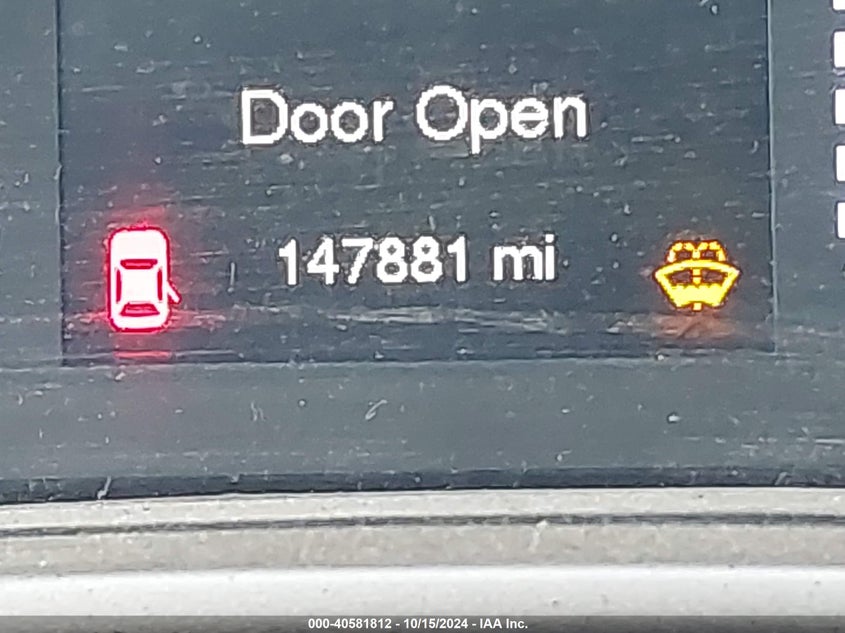 Door Open
147881 mi
000-40581812 - 10/15/2024 - IAA Inc.